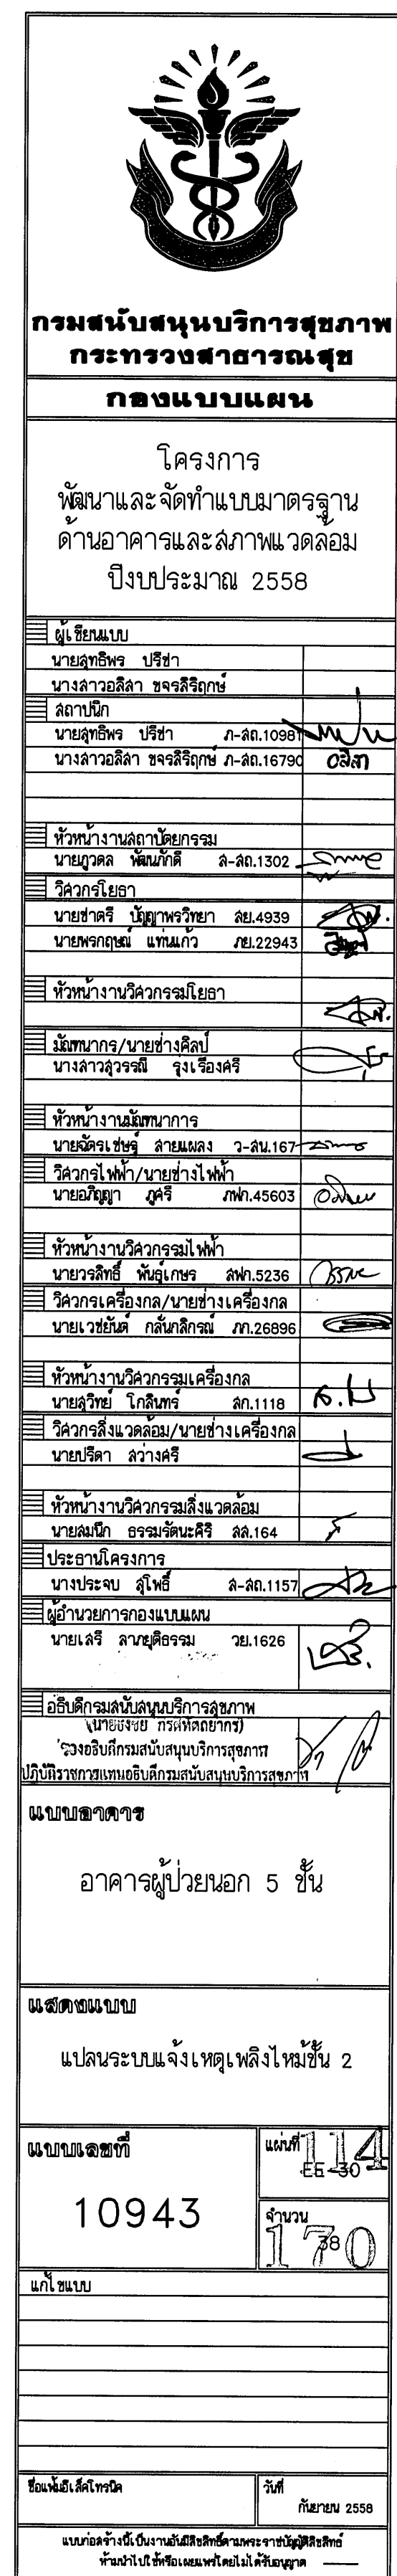 กรมสนับสนุนบริการสุขภาพ
กระทรวงสาธารณสุข
กองแบบแผน
โครงการ
พัฒนาและจัดทำแบบมาตรฐาน
ด้านอาคารและสภาพแวดล้อม
ปีงบประมาณ 2558
ผู้เขียนแบบ
นายสุทธิพร ปรีชา
นางสาวอลิสา ขจรสิริฤกษ์
สถาปนิก
นายสุทธิพร ปรีชา ภ-สถ.10981
นางสาวอลิสา ขจรสิริฤกษ์ ภ-สถ.16790 อลิสา
หัวหน้างานสถาปัตยกรรม
นายภูวดล พัฒนภักดี ส-สถ.1302
วิศวกรโยธา
นายชาตรี ปัญญาพรวิทยา สย.4939
นายพรกฤษณ์ แท่นแก้ว ภย.22943
หัวหน้างานวิศวกรรมโยธา
มัณฑนากร/นายช่างศิลป์
นางสาวสุวรรณี รุ่งเรืองศรี
หัวหน้างานมัณฑนาการ
นายฉัตรเชษฐ์ สายแผลง ว-สน.167
วิศวกรไฟฟ้า/นายช่างไฟฟ้า
นายอภิญญา ภูศรี ภฟก.45603
หัวหน้างานวิศวกรรมไฟฟ้า
นายวรสิทธิ์ พันธุ์เกษร สฟก.5236
วิศวกรเครื่องกล/นายช่างเครื่องกล
นายเวชยันต์ กลั่นกสิกรณ์ ภก.26896
หัวหน้างานวิศวกรรมเครื่องกล
นายสุวิทย์ โกสินทร์ สก.1118
วิศวกรสิ่งแวดล้อม/นายช่างเครื่องกล
นายปรีดา สว่างศรี
หัวหน้างานวิศวกรรมสิ่งแวดล้อม
นายสมนึก ธรรมรัตนะคิริ สส.164
ประธานโครงการ
นางประจบ สุโพธิ์ ส-สถ.1157
ผู้อำนวยการกองแบบแผน
นายเสรี ลาภยุติธรรม วย.1626
อธิบดีกรมสนับสนุนบริการสุขภาพ
รองอธิบดีกรมสนับสนุนบริการสุขภาพ
ปฏิบัติราชการแทนอธิบดีกรมสนับสนุนบริการสุขภาพ
แบบอาคาร
อาคารผู้ป่วยนอก 5 ชั้น
แสดงแบบ
แปลนระบบแจ้งเหตุเพลิงไหม้ชั้น 2
แบบเลขที่
10943
แผ่นที่ 114
EE-30
จำนวน
38
170
แก้ไขแบบ
ชื่อแฟ้มอิเล็คโทรนิค
วันที่
กันยายน 2558
แบบก่อสร้างนี้เป็นงานอันมีลิขสิทธิ์ตามพระราชบัญญัติลิขสิทธิ์
ห้ามนำไปใช้หรือเผยแพร่โดยไม่ได้รับอนุญาต